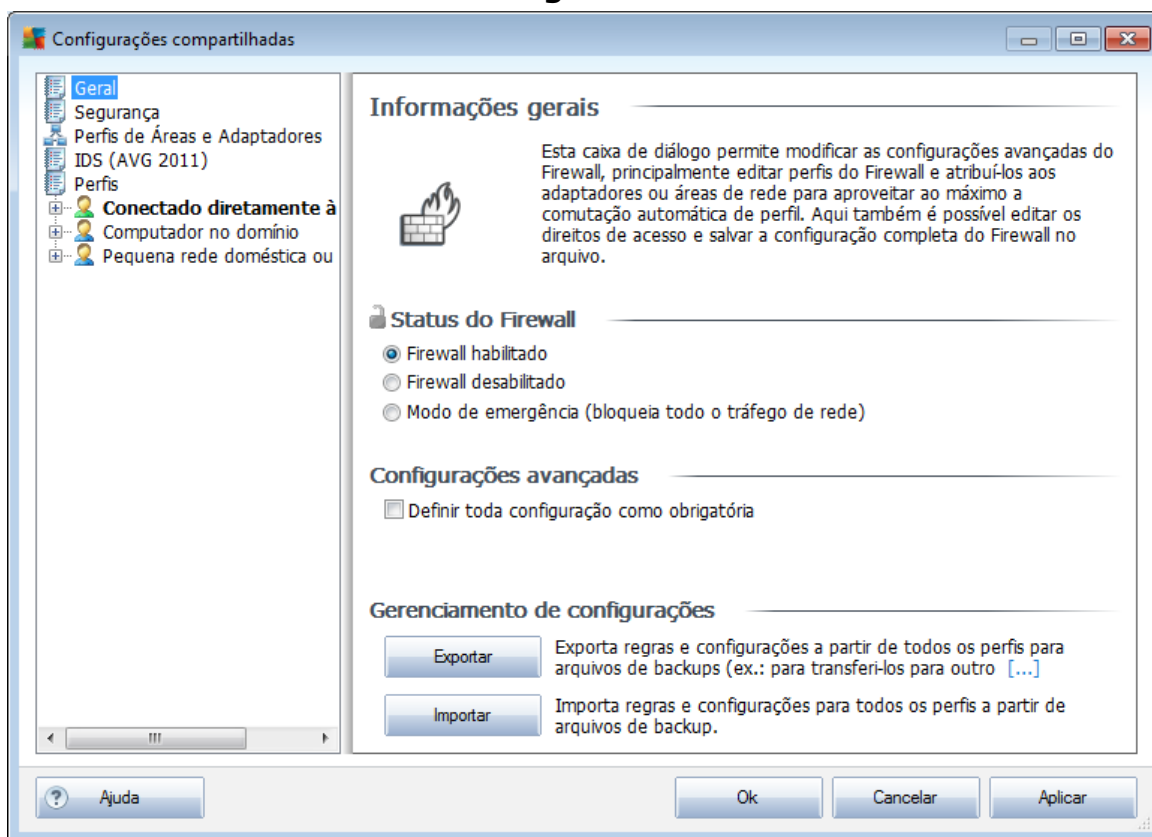 Configurações compartilhadas
Geral
Segurança
Perfis de Áreas e Adaptadores
IDS (AVG 2011)
Perfis
Conectado diretamente à
Computador no domínio
Pequena rede doméstica ou
Informações gerais
Esta caixa de diálogo permite modificar as configurações avançadas do
Firewall, principalmente editar perfis do Firewall e atribuí-los aos
adaptadores ou áreas de rede para aproveitar ao máximo a
comutação automática de perfil. Aqui também é possível editar os
direitos de acesso e salvar a configuração completa do Firewall no
arquivo.
Status do Firewall
Firewall habilitado
Firewall desabilitado
Modo de emergência (bloqueia todo o tráfego de rede)
Configurações avançadas
Definir toda configuração como obrigatória
Gerenciamento de configurações
Exportar
Exporta regras e configurações a partir de todos os perfis para
arquivos de backups (ex.: para transferi-los para outro [...]
Importar
Importa regras e configurações para todos os perfis a partir de
arquivos de backup.
? Ajuda
Ok
Cancelar
Aplicar